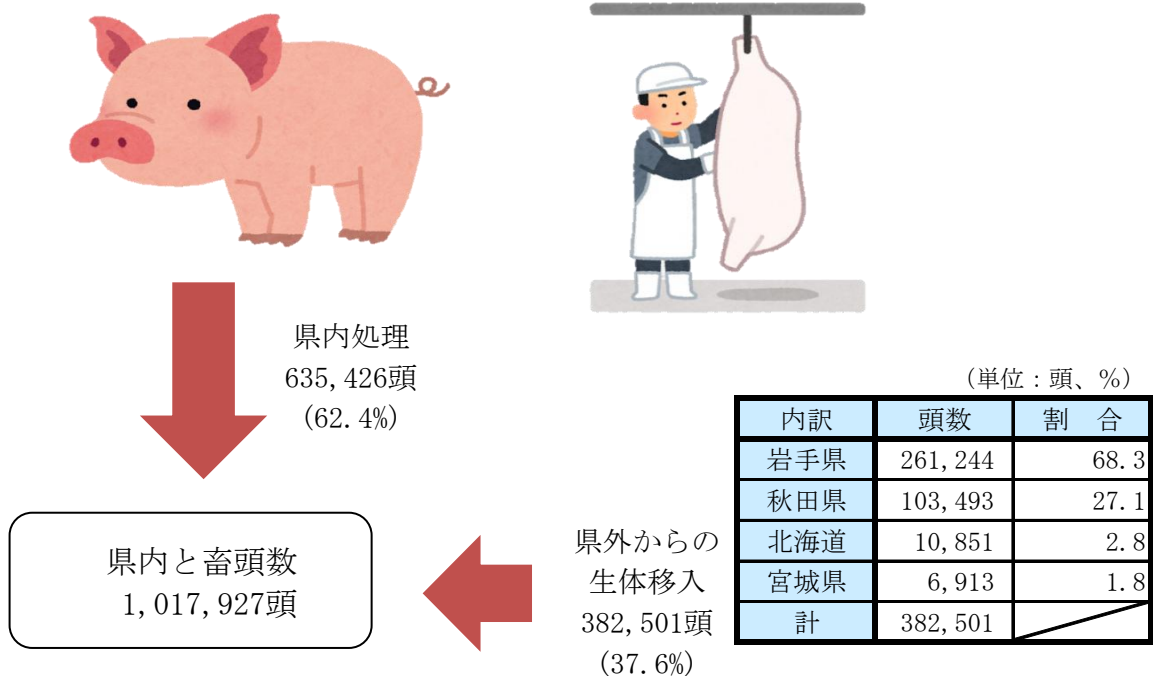 県内処理
635,426頭
(62.4%)
県内と畜頭数
1,017,927頭
県外からの
生体移入
382,501頭
(37.6%)
(単位:頭、%)
内訳 頭数 割 合
岩手県 261,244 68.3
秋田県 103,493 27.1
北海道 10,851 2.8
宮城県 6,913 1.8
計 382,501